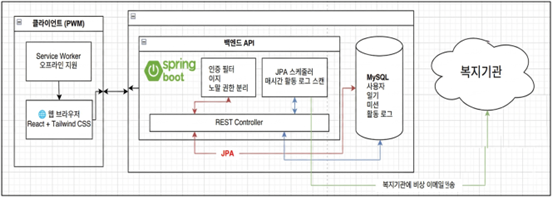 클라이언트 (PWM)
Service Worker
오프라인 지원
웹 브라우저
React + Tailwind CSS
백엔드 API
spring
boot
인증 필터
이지
노말 권한 분리
JPA 스케줄러
매시간 활동 로그 스캔
REST Controller
JPA
MySQL
사용자
일기
미션
활동 로그
복지기관
복지기관에 비상 이메일 전송